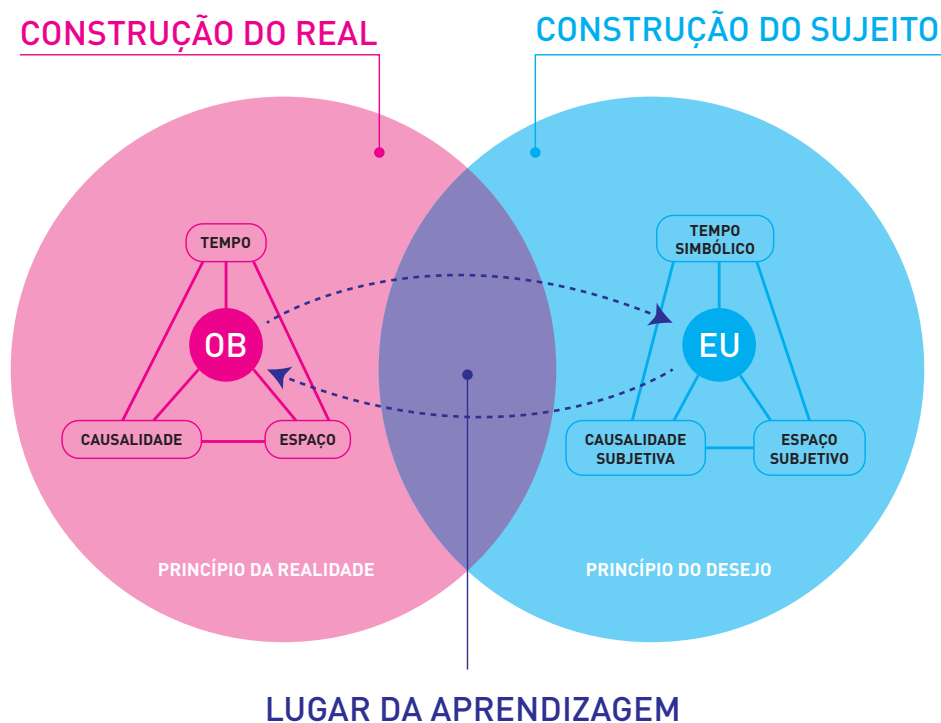 CONSTRUÇÃO DO REAL
CONSTRUÇÃO DO SUJEITO
TEMPO
OB
CAUSALIDADE
ESPAÇO
PRINCÍPIO DA REALIDADE
TEMPO
SIMBÓLICO
EU
CAUSALIDADE
SUBJETIVA
ESPAÇO
SUBJETIVO
PRINCÍPIO DO DESEJO
LUGAR DA APRENDIZAGEM